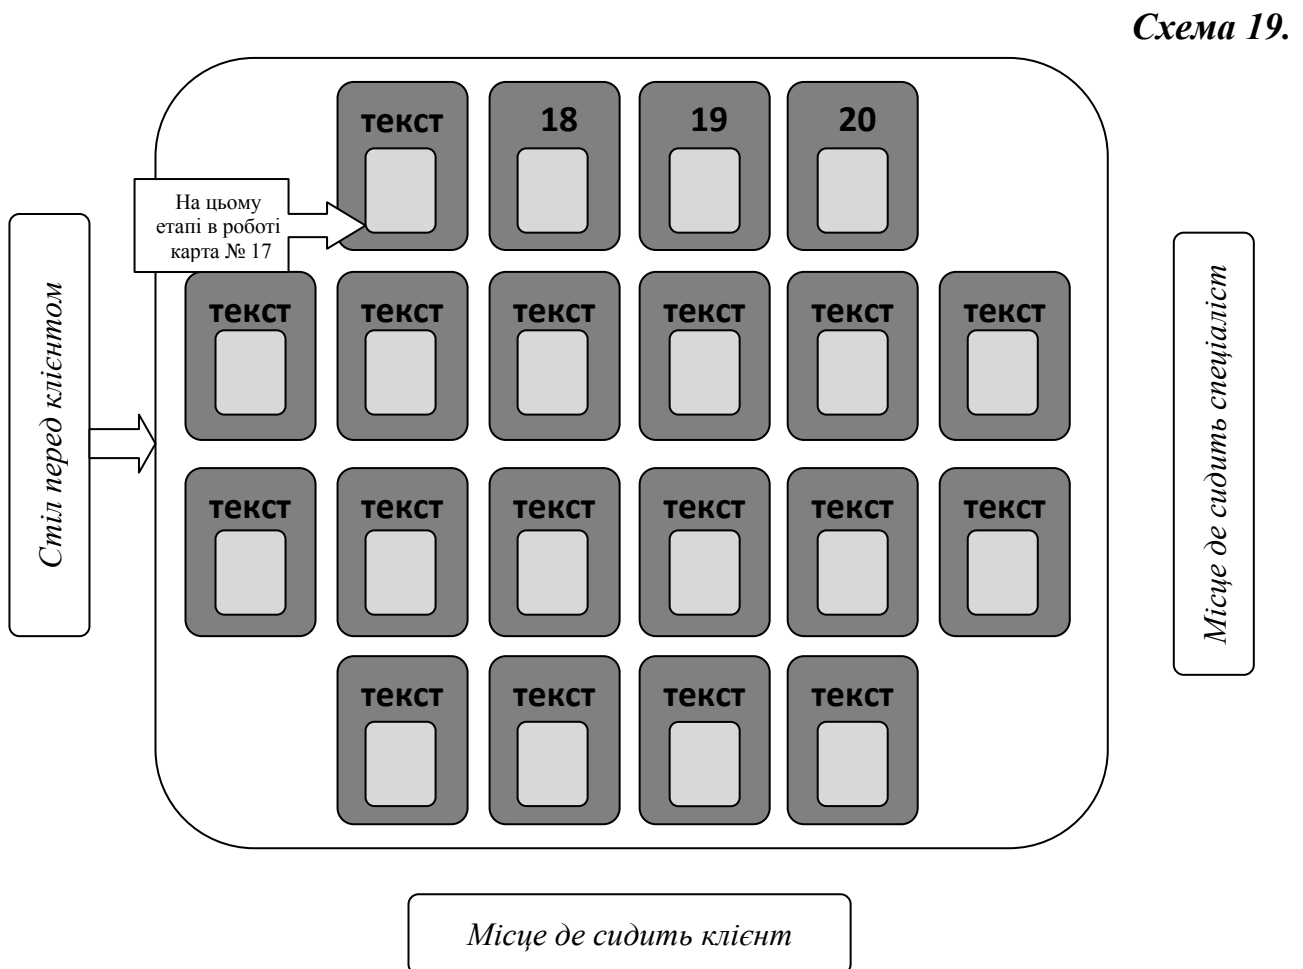 Схема 19.
текст 18 19 20
На цьому
етапі в роботі
карта № 17
текст текст текст текст текст текст
текст текст текст текст текст текст
текст текст текст текст
Стіл перед клієнтом
Місце де сидить спеціаліст
Місце де сидить клієнт